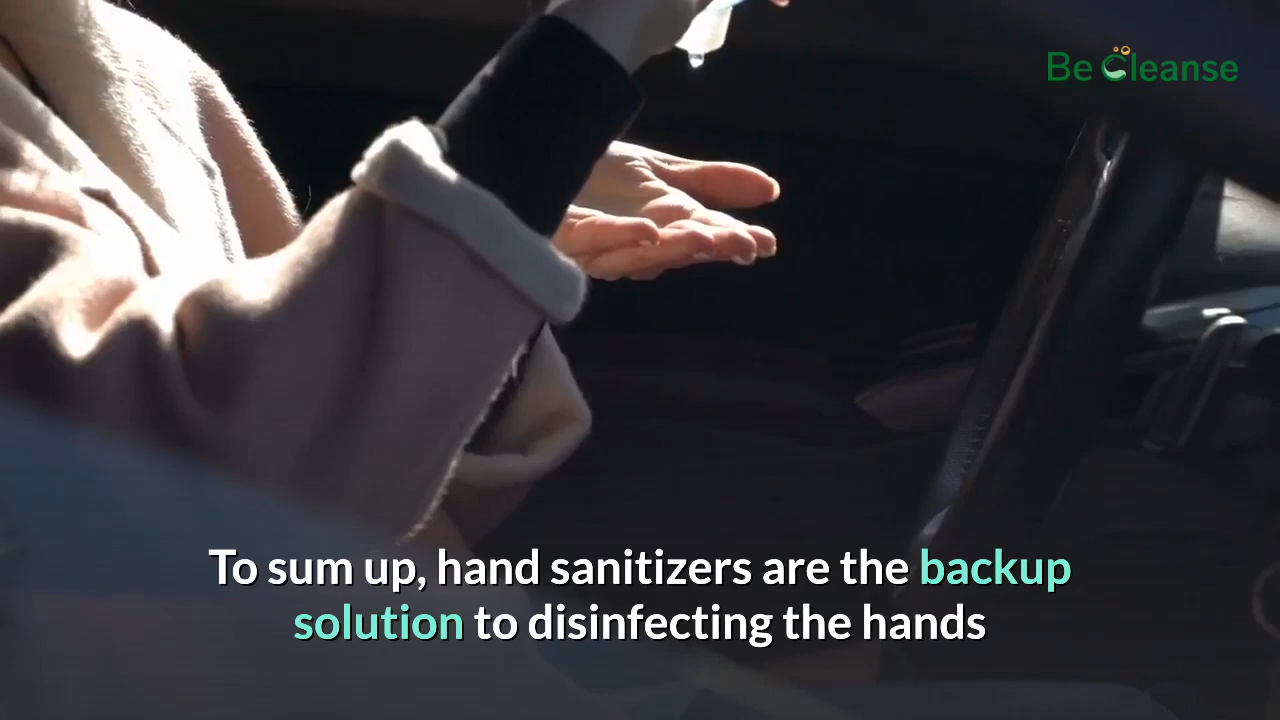 Be Cleanse
To sum up, hand sanitizers are the backup
solution to disinfecting the hands